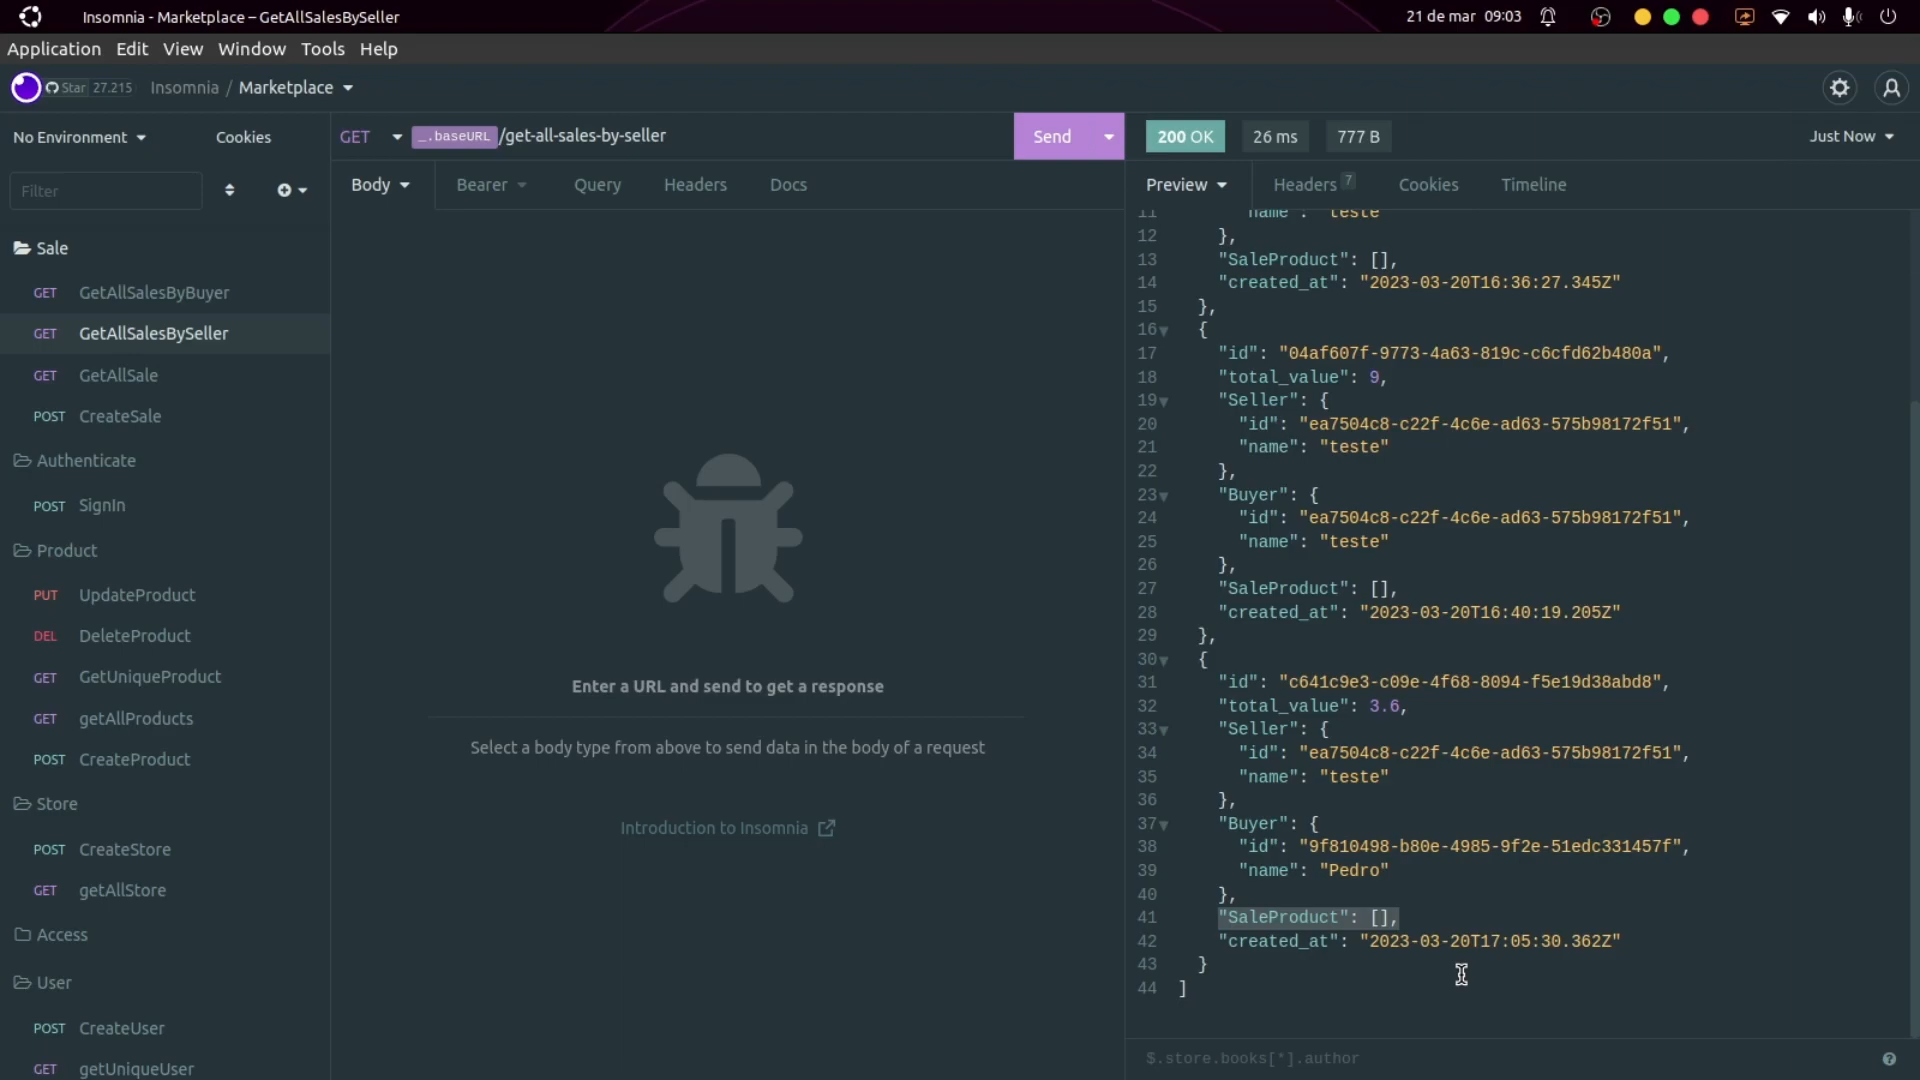 Insomnia - Marketplace – GetAllSalesBySeller
21 de mar 09:03
Application Edit View Window Tools Help
Star 27.215 Insomnia / Marketplace
No Environment Cookies
GET _.baseURL /get-all-sales-by-seller Send
200 OK 26 ms 777 B Just Now
Filter
Body Bearer Query Headers Docs
Preview Headers 7 Cookies Timeline
Sale
GET GetAllSalesByBuyer
GET GetAllSalesBySeller
GET GetAllSale
POST CreateSale
Authenticate
POST SignIn
Product
PUT UpdateProduct
DEL DeleteProduct
GET GetUniqueProduct
GET getAllProducts
POST CreateProduct
Store
POST CreateStore
GET getAllStore
Access
User
POST CreateUser
GET getUniqueUser
Enter a URL and send to get a response
Select a body type from above to send data in the body of a request
Introduction to Insomnia
11 "name": "teste"
12 },
13 "SaleProduct": [],
14 "created_at": "2023-03-20T16:36:27.345Z"
15 },
16 {
17 "id": "04af607f-9773-4a63-819c-c6cfd62b480a",
18 "total_value": 9,
19 "Seller": {
20 "id": "ea7504c8-c22f-4c6e-ad63-575b98172f51",
21 "name": "teste"
22 },
23 "Buyer": {
24 "id": "ea7504c8-c22f-4c6e-ad63-575b98172f51",
25 "name": "teste"
26 },
27 "SaleProduct": [],
28 "created_at": "2023-03-20T16:40:19.205Z"
29 },
30 {
31 "id": "c641c9e3-c09e-4f68-8094-f5e19d38abd8",
32 "total_value": 3.6,
33 "Seller": {
34 "id": "ea7504c8-c22f-4c6e-ad63-575b98172f51",
35 "name": "teste"
36 },
37 "Buyer": {
38 "id": "9f810498-b80e-4985-9f2e-51edc331457f",
39 "name": "Pedro"
40 },
41 "SaleProduct": [],
42 "created_at": "2023-03-20T17:05:30.362Z"
43 }
44 ]
$.store.books[*].author